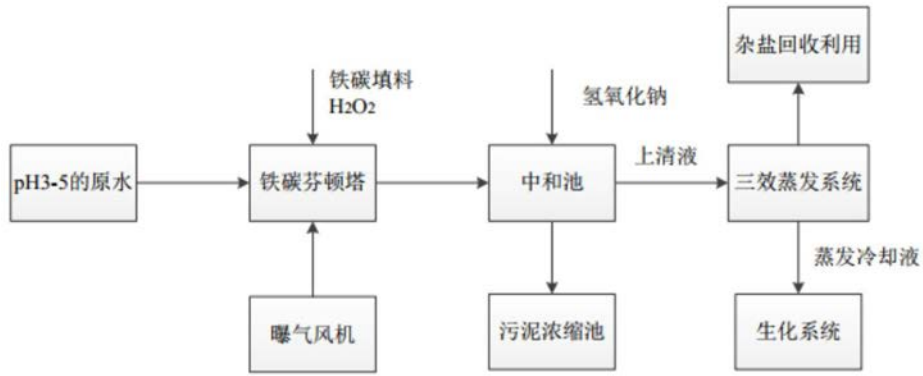 杂盐回收利用
铁碳填料
H2O2
氢氧化钠
上清液
pH3-5的原水
铁碳芬顿塔
中和池
三效蒸发系统
蒸发冷却液
曝气风机
污泥浓缩池
生化系统